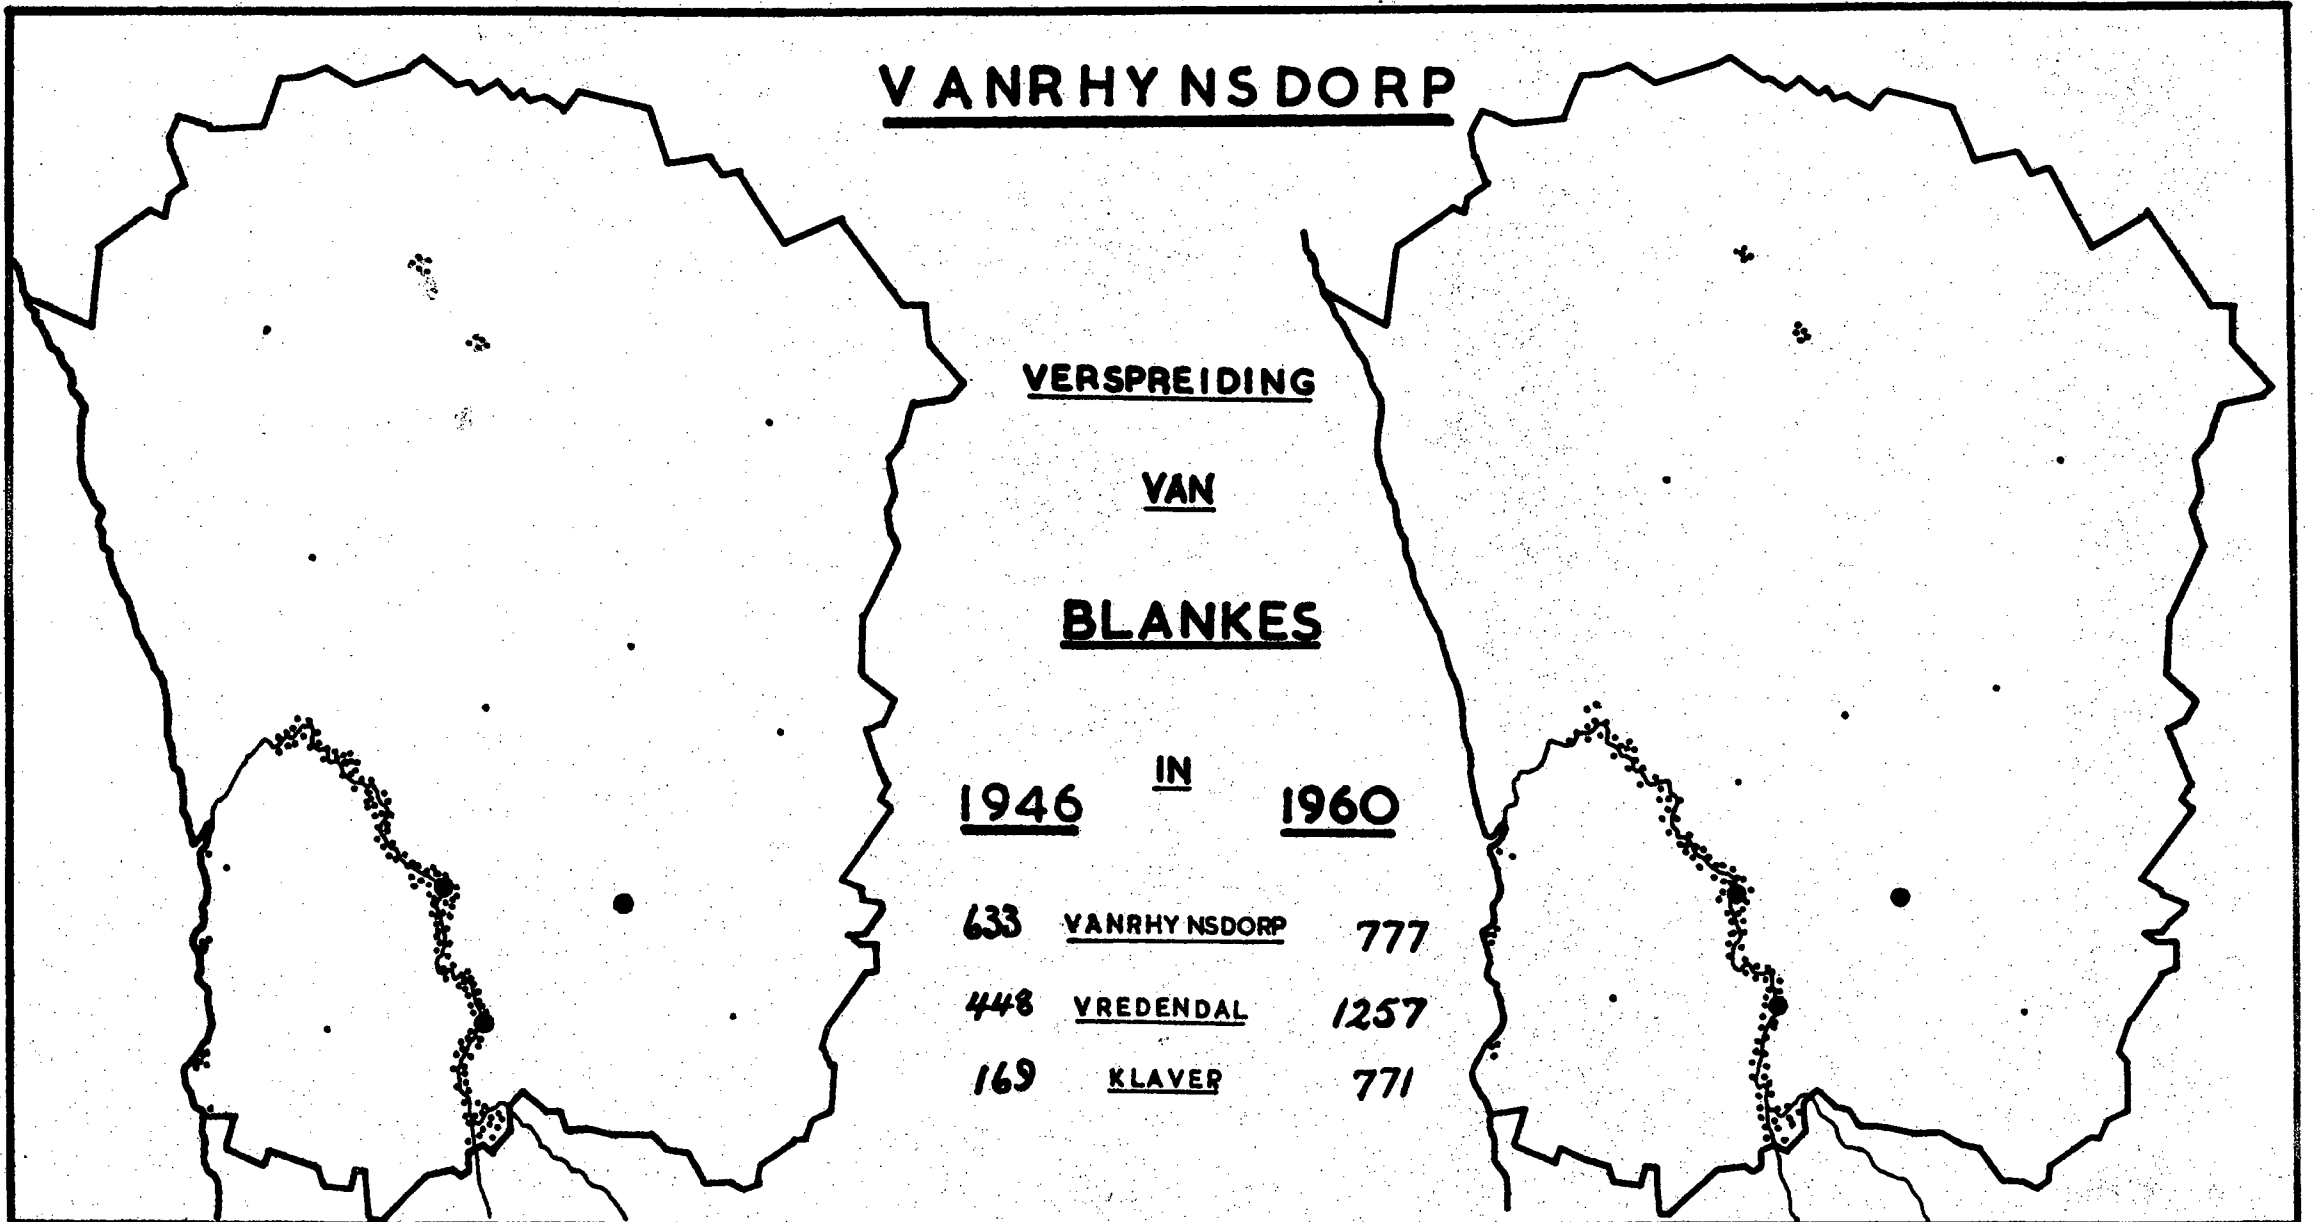 VANRHYNSDORP
VERSPREIDING
VAN
BLANKES
IN
1946 1960
633 VANRHYNSDORP 777
448 VREDENDAL 1257
169 KLAVER 771